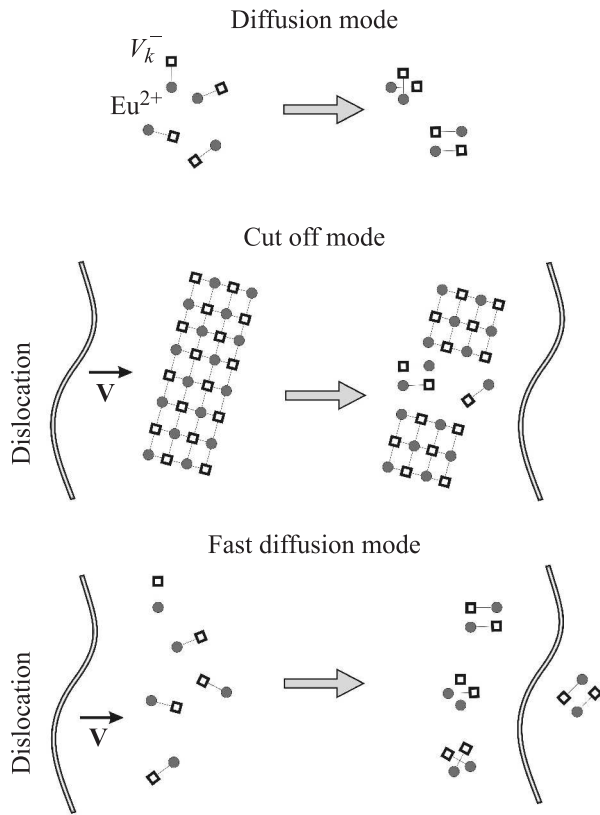 Diffusion mode
V_k^-
Eu^{2+}
Cut off mode
Dislocation
V
Fast diffusion mode
Dislocation
V